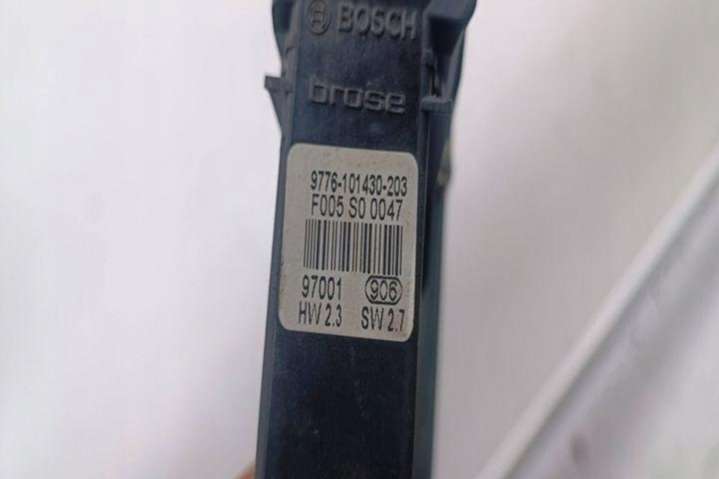 BOSCH
brose
9776-101430-203
F005 S0 0047
97001 906
HW 2.3 SW 2.7